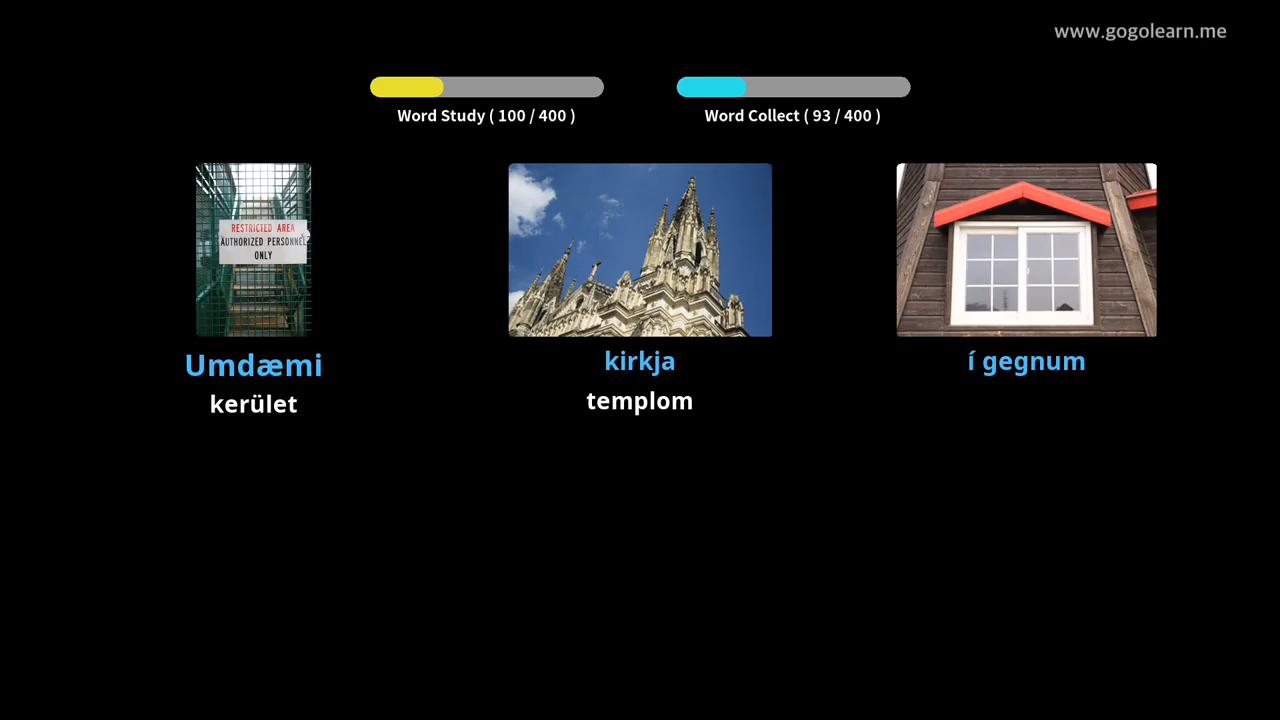 www.gogolearn.me
Word Study ( 100 / 400 )
Word Collect ( 93 / 400 )
RESTRICTED AREA
AUTHORIZED PERSONNEL
ONLY
Umdæmi
kirkja
í gegnum
kerület
templom